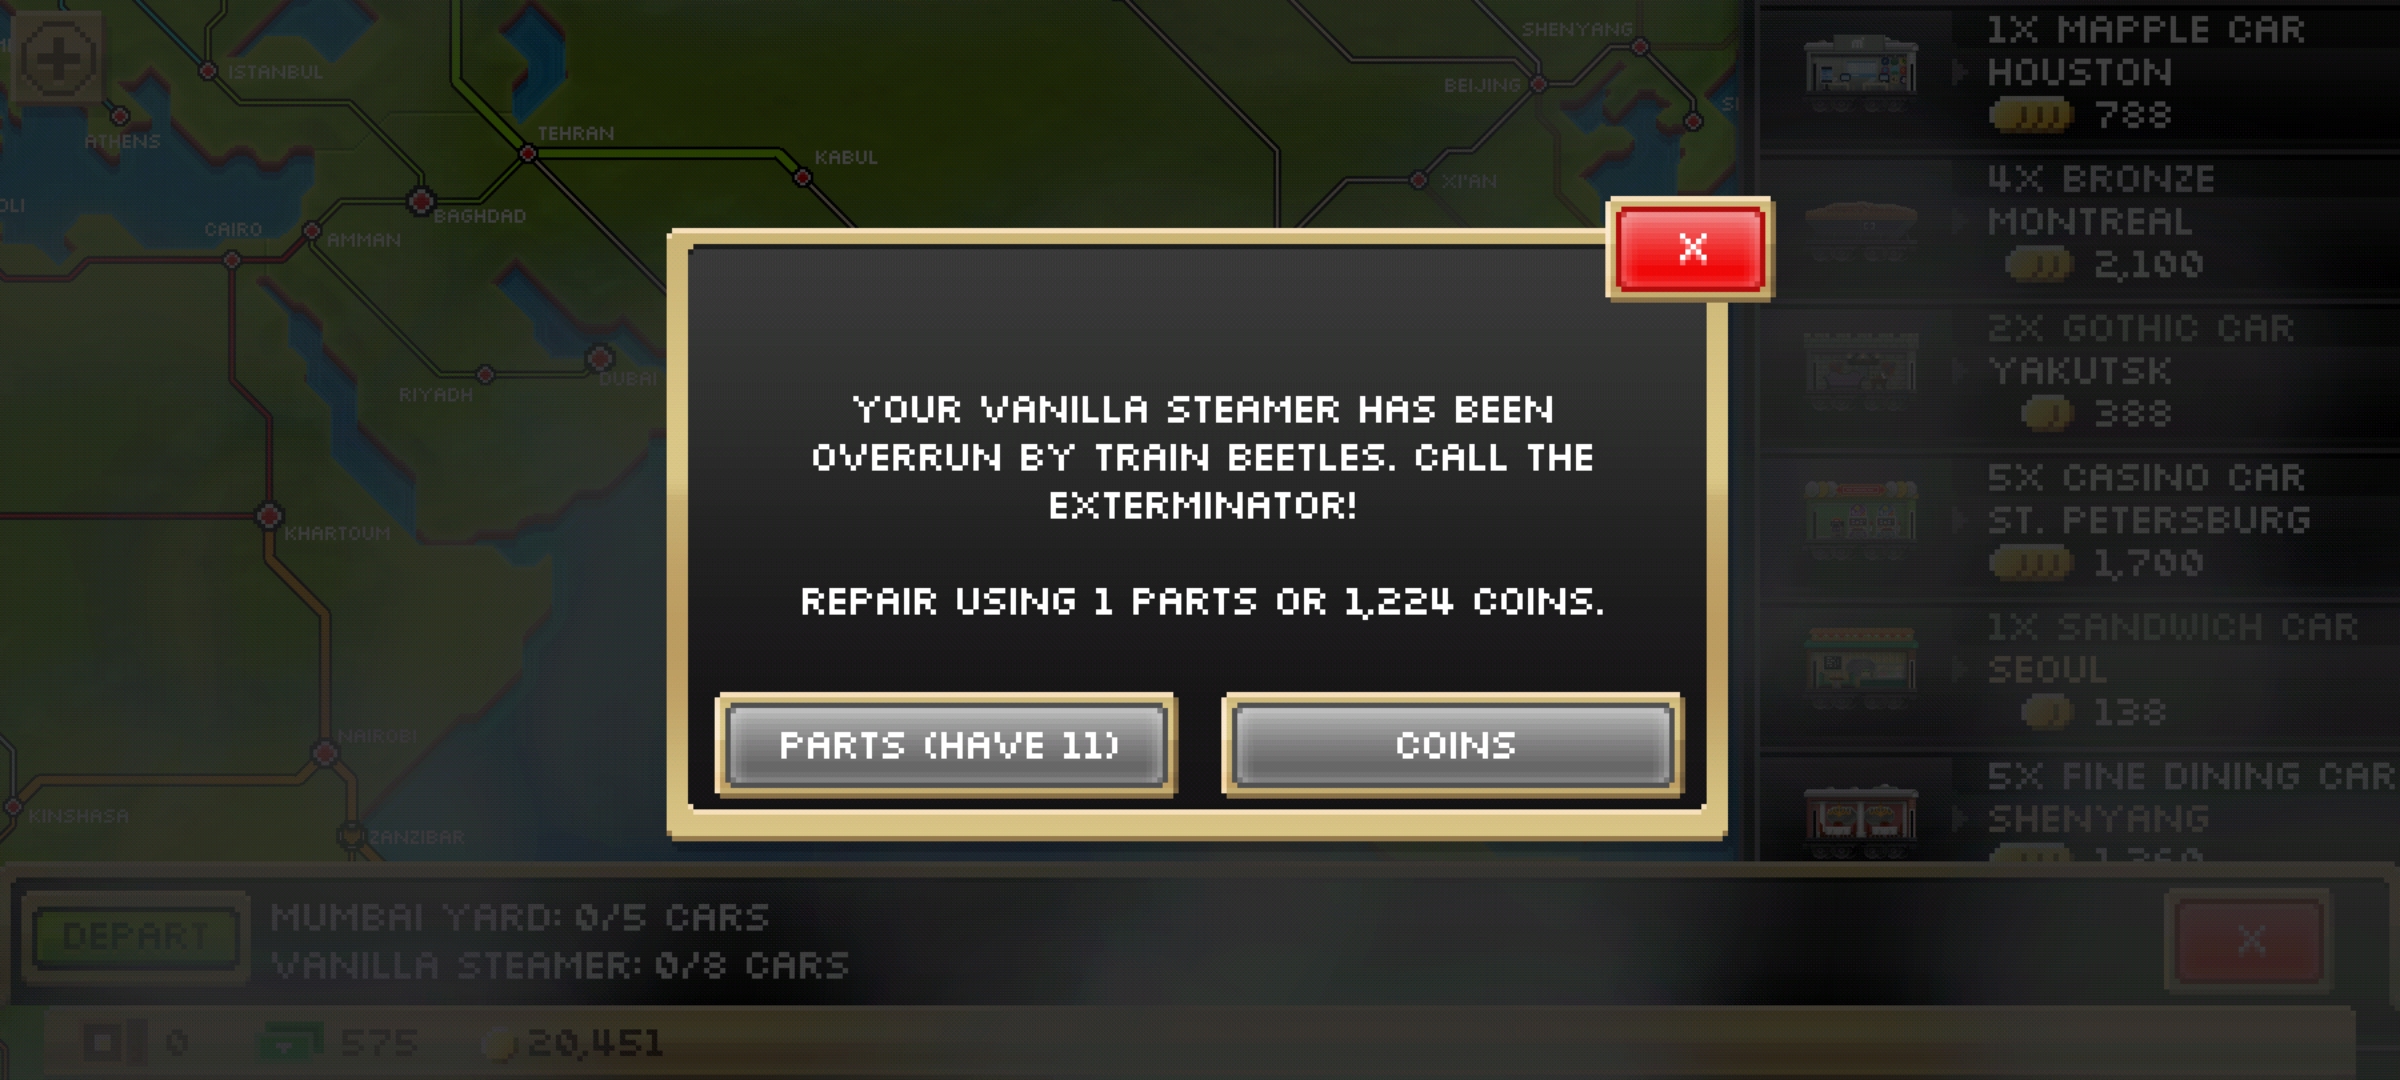 ISTANBUL
ATHENS
TEHRAN
KABUL
BAGHDAD
CAIRO
AMMAN
RIYADH
DUBAI
KHARTOUM
NAIROBI
KINSHASA
ZANZIBAR
SHENYANG
BEIJING
XI'AN
X
YOUR VANILLA STEAMER HAS BEEN
OVERRUN BY TRAIN BEETLES. CALL THE
EXTERMINATOR!
REPAIR USING 1 PARTS OR 1,224 COINS.
PARTS (HAVE 11)
COINS
1X MAPPLE CAR
HOUSTON
788
4X BRONZE
MONTREAL
2,100
2X GOTHIC CAR
YAKUTSK
388
5X CASINO CAR
ST. PETERSBURG
1,700
1X SANDWICH CAR
SEOUL
138
5X FINE DINING CAR
SHENYANG
DEPART
MUMBAI YARD: 0/5 CARS
VANILLA STEAMER: 0/8 CARS
X
0
575
20,451